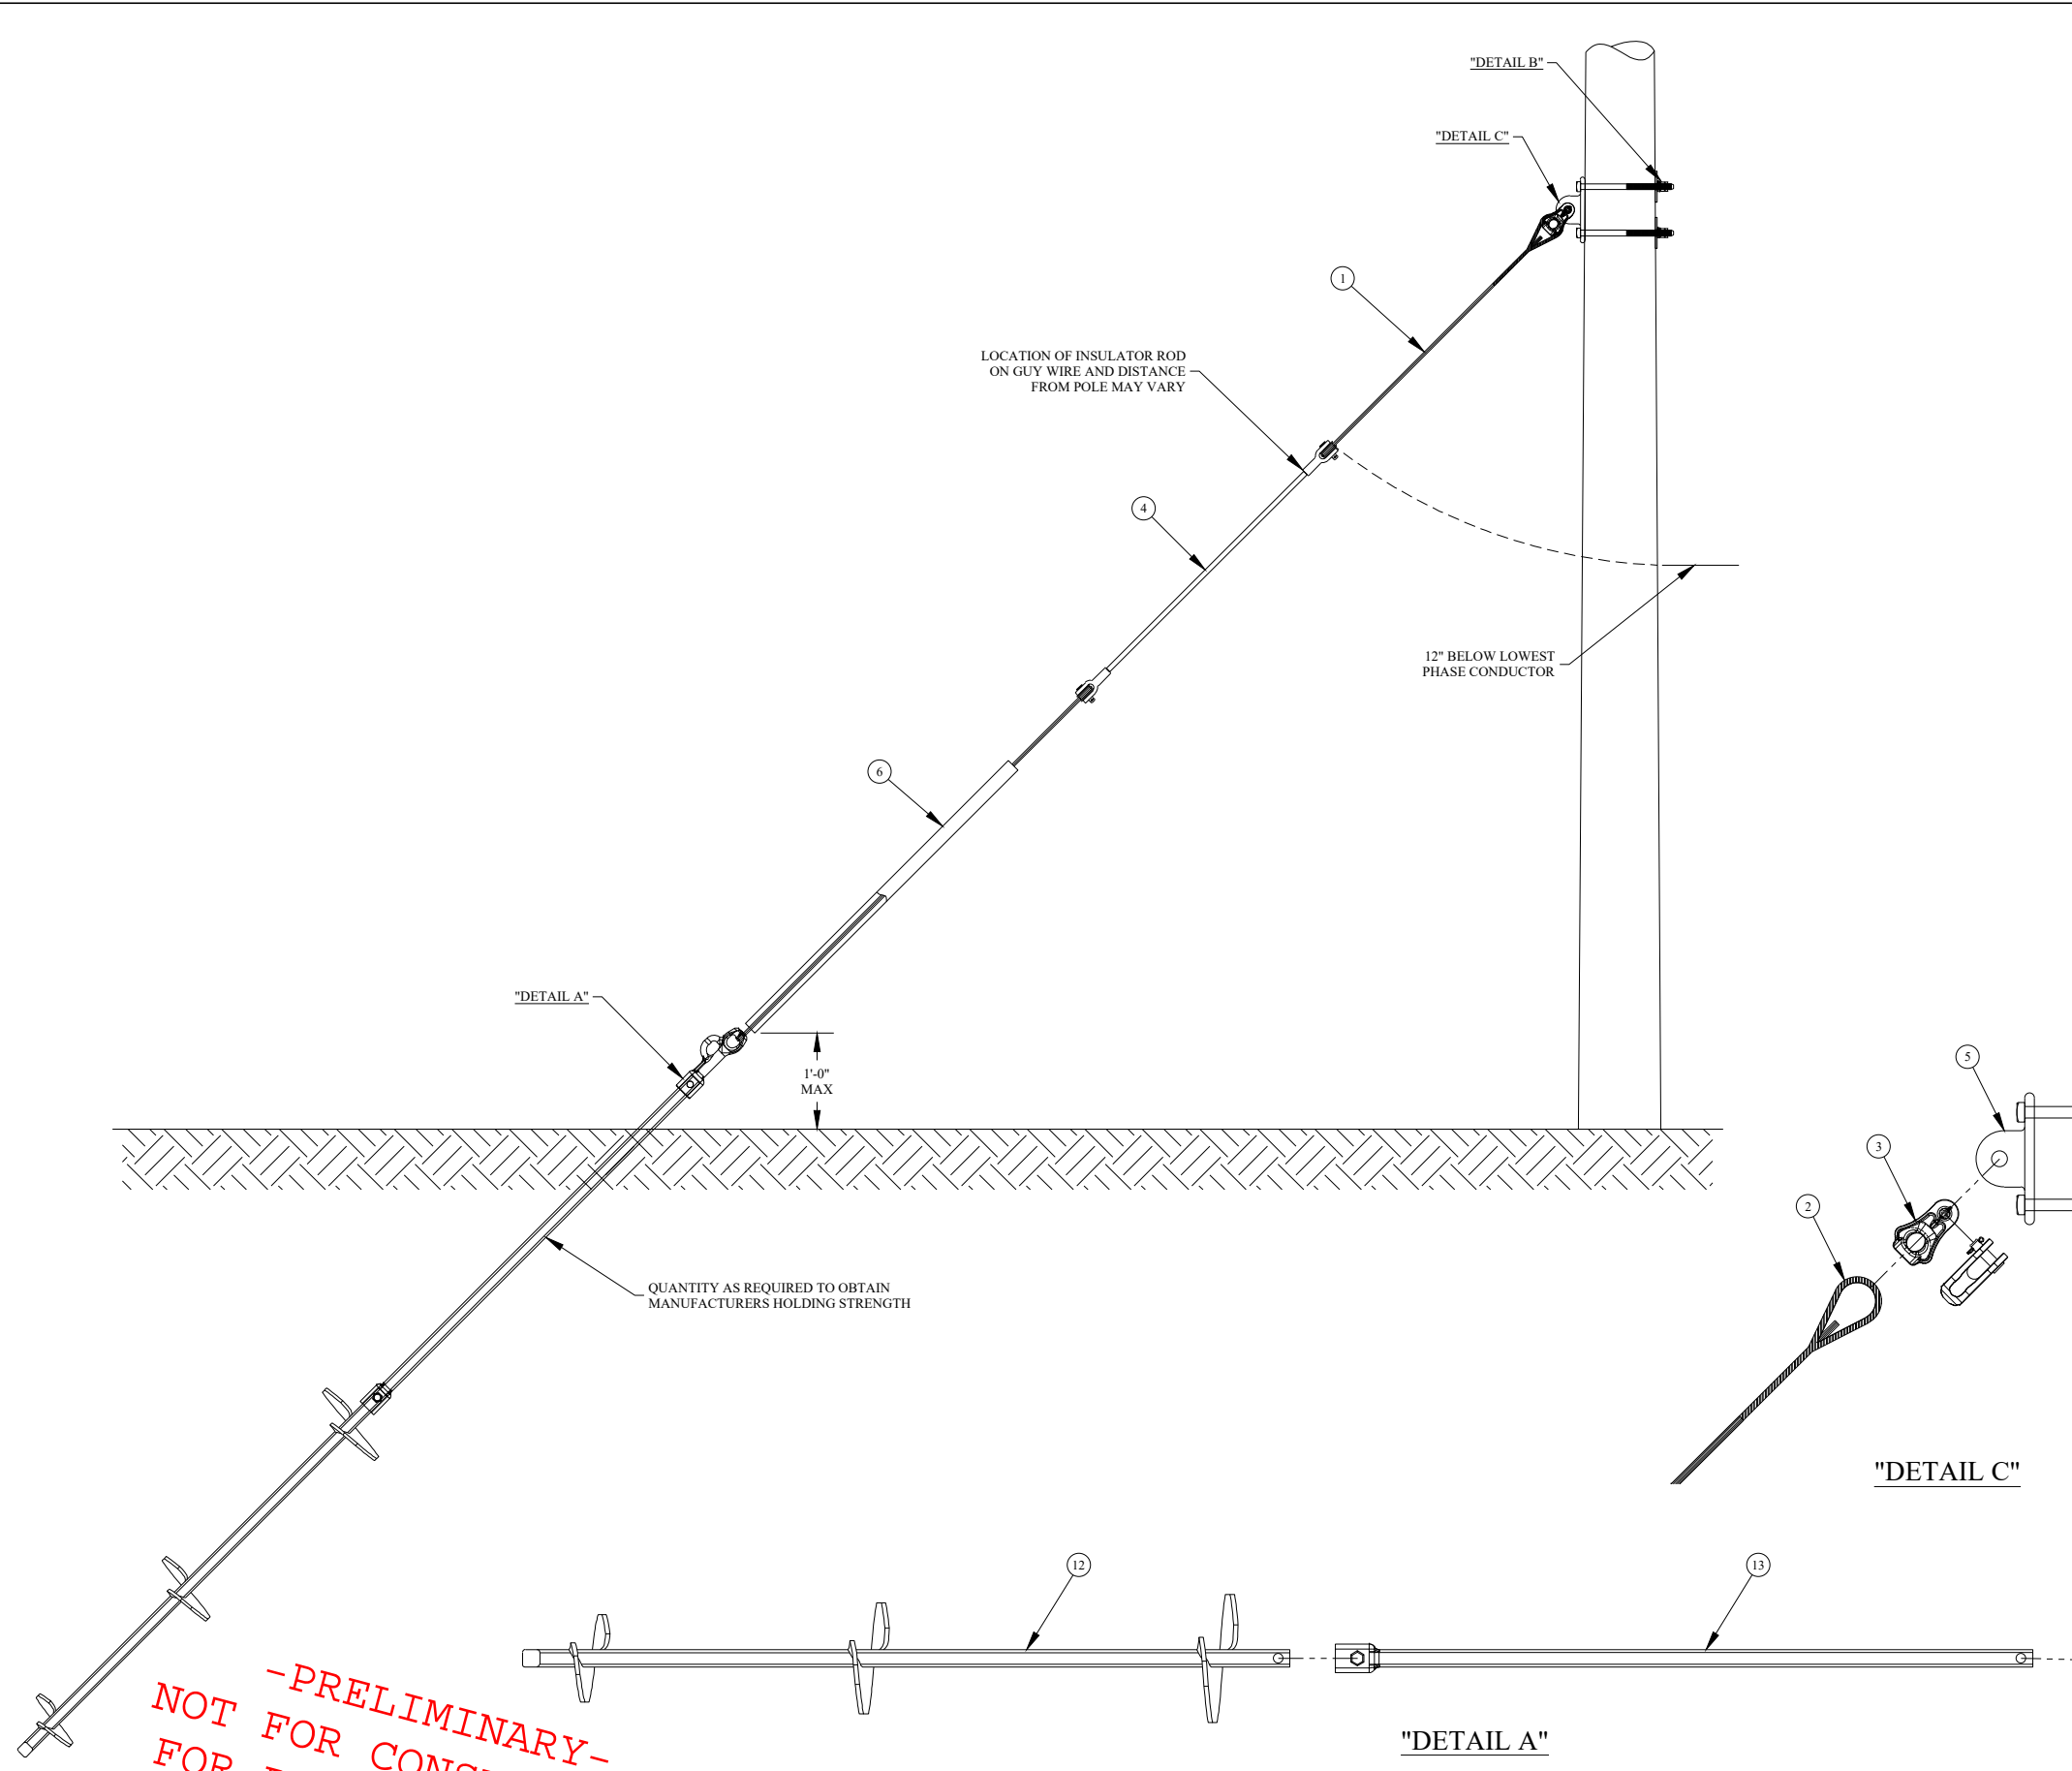 "DETAIL B"
"DETAIL C"
1
LOCATION OF INSULATOR ROD
ON GUY WIRE AND DISTANCE
FROM POLE MAY VARY
4
12" BELOW LOWEST
PHASE CONDUCTOR
6
"DETAIL A"
1'-0"
MAX
5
3
2
QUANTITY AS REQUIRED TO OBTAIN
MANUFACTURERS HOLDING STRENGTH
"DETAIL C"
12
13
"DETAIL A"
-PRELIMINARY-
NOT FOR
FOR